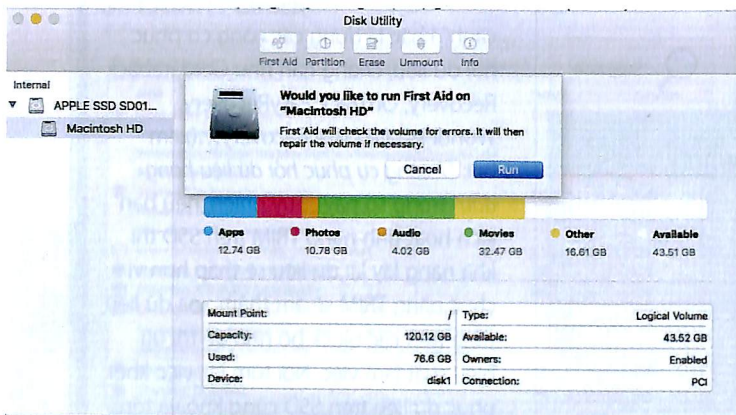 Disk Utility
First Aid Partition Erase Unmount Info
Internal
APPLE SSD SD01...
Macintosh HD
Would you like to run First Aid on
"Macintosh HD"
First Aid will check the volume for errors. It will then
repair the volume if necessary.
Cancel Run
Apps Photos Audio Movies Other Available
12.74 GB 10.78 GB 4.02 GB 32.47 GB 16.61 GB 43.51 GB
Mount Point: / Type: Logical Volume
Capacity: 120.12 GB Available: 43.52 GB
Used: 76.6 GB Owners: Enabled
Device: disk1 Connection: PCI